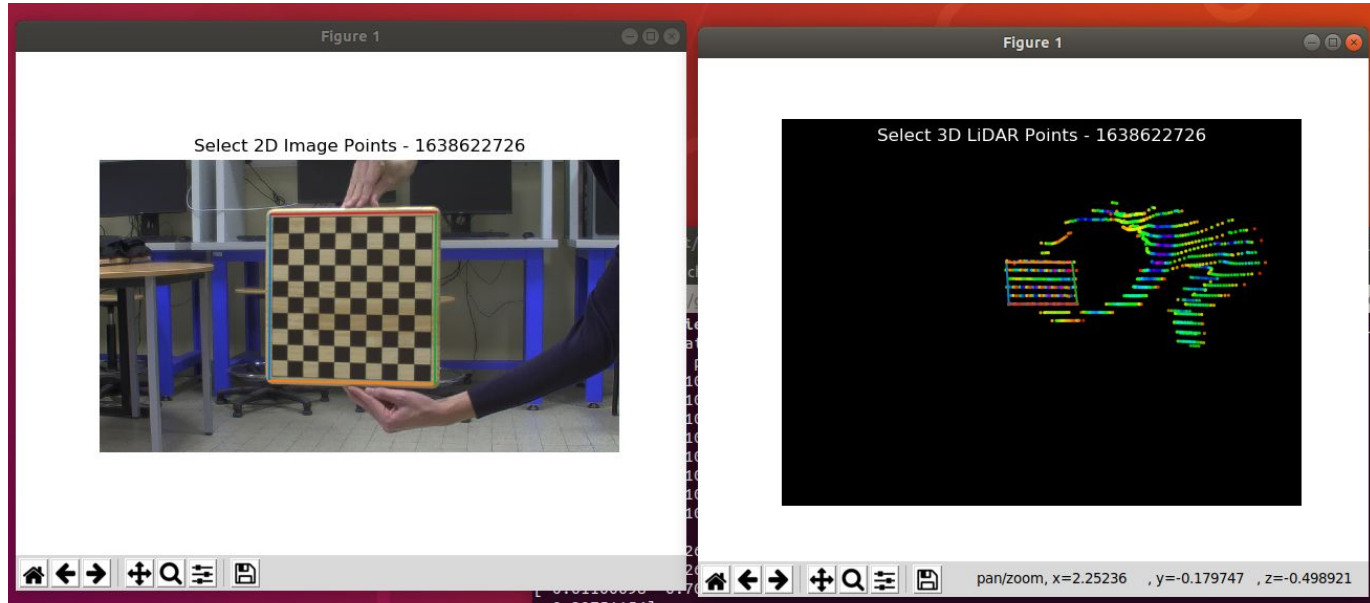 Figure 1
Select 2D Image Points - 1638622726
Figure 1
Select 3D LiDAR Points - 1638622726
pan/zoom, x=2.25236 , y=-0.179747 , z=-0.498921